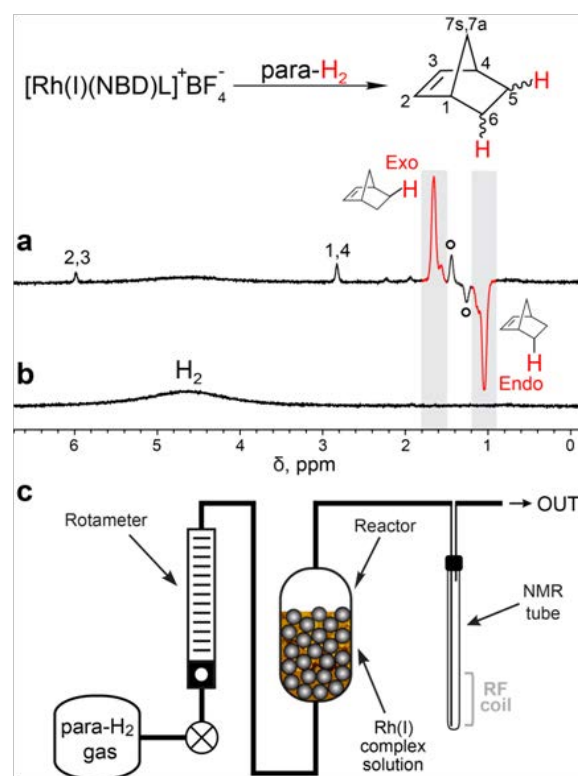 7s,7a
3
4
[Rh(I)(NBD)L]⁺BF₄⁻
para-H₂
H
5
2
1
6
H
Exo
H
a
2,3
1,4
b
H₂
H
Endo
6
5
4
3
2
1
0
δ, ppm
c
OUT
Rotameter
Reactor
NMR
tube
RF
coil
para-H₂
gas
Rh(I)
complex
solution